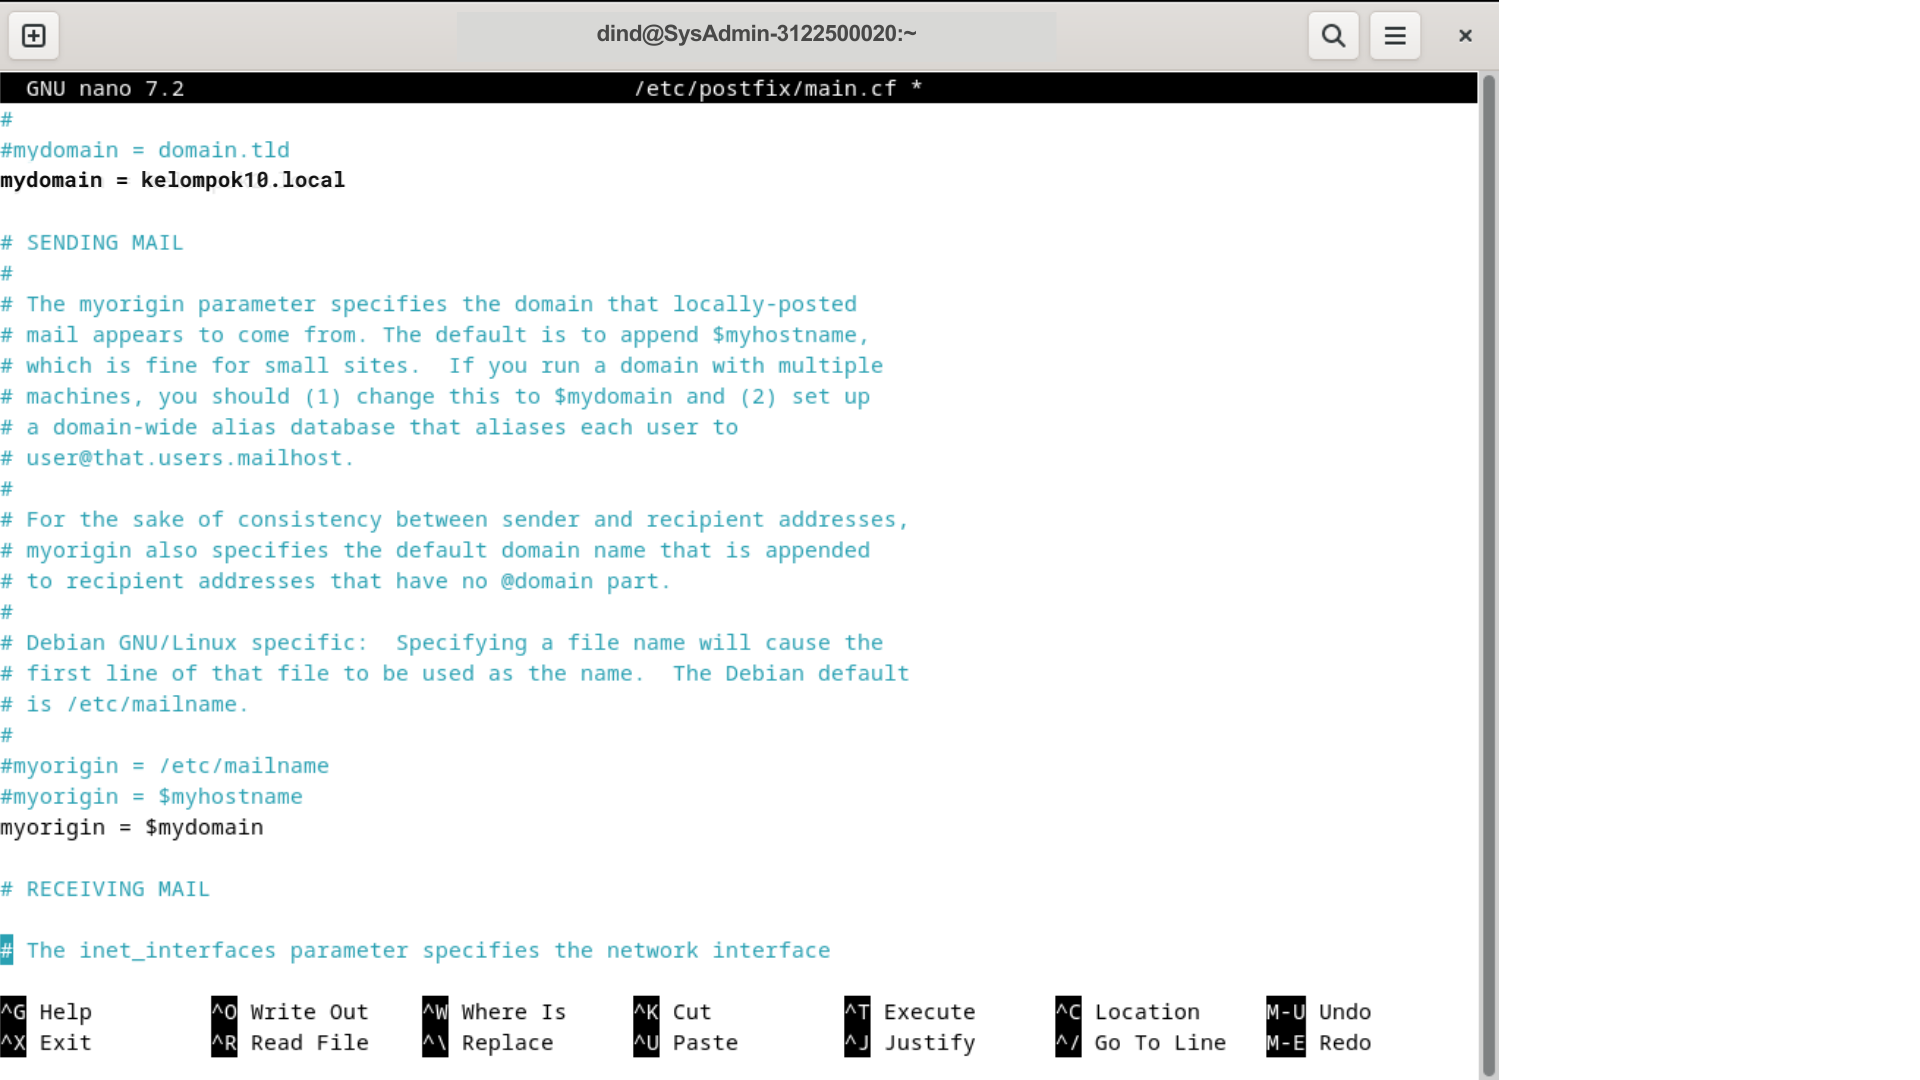 dind@SysAdmin-3122500020:~
GNU nano 7.2 /etc/postfix/main.cf *
#
#mydomain = domain.tld
mydomain = kelompok10.local
# SENDING MAIL
#
# The myorigin parameter specifies the domain that locally-posted
# mail appears to come from. The default is to append $myhostname,
# which is fine for small sites.  If you run a domain with multiple
# machines, you should (1) change this to $mydomain and (2) set up
# a domain-wide alias database that aliases each user to
# user@that.users.mailhost.
#
# For the sake of consistency between sender and recipient addresses,
# myorigin also specifies the default domain name that is appended
# to recipient addresses that have no @domain part.
#
# Debian GNU/Linux specific:  Specifying a file name will cause the
# first line of that file to be used as the name.  The Debian default
# is /etc/mailname.
#
#myorigin = /etc/mailname
#myorigin = $myhostname
myorigin = $mydomain
# RECEIVING MAIL
# The inet_interfaces parameter specifies the network interface
^G Help ^O Write Out ^W Where Is ^K Cut ^T Execute ^C Location M-U Undo
^X Exit ^R Read File ^\ Replace ^U Paste ^J Justify ^/ Go To Line M-E Redo